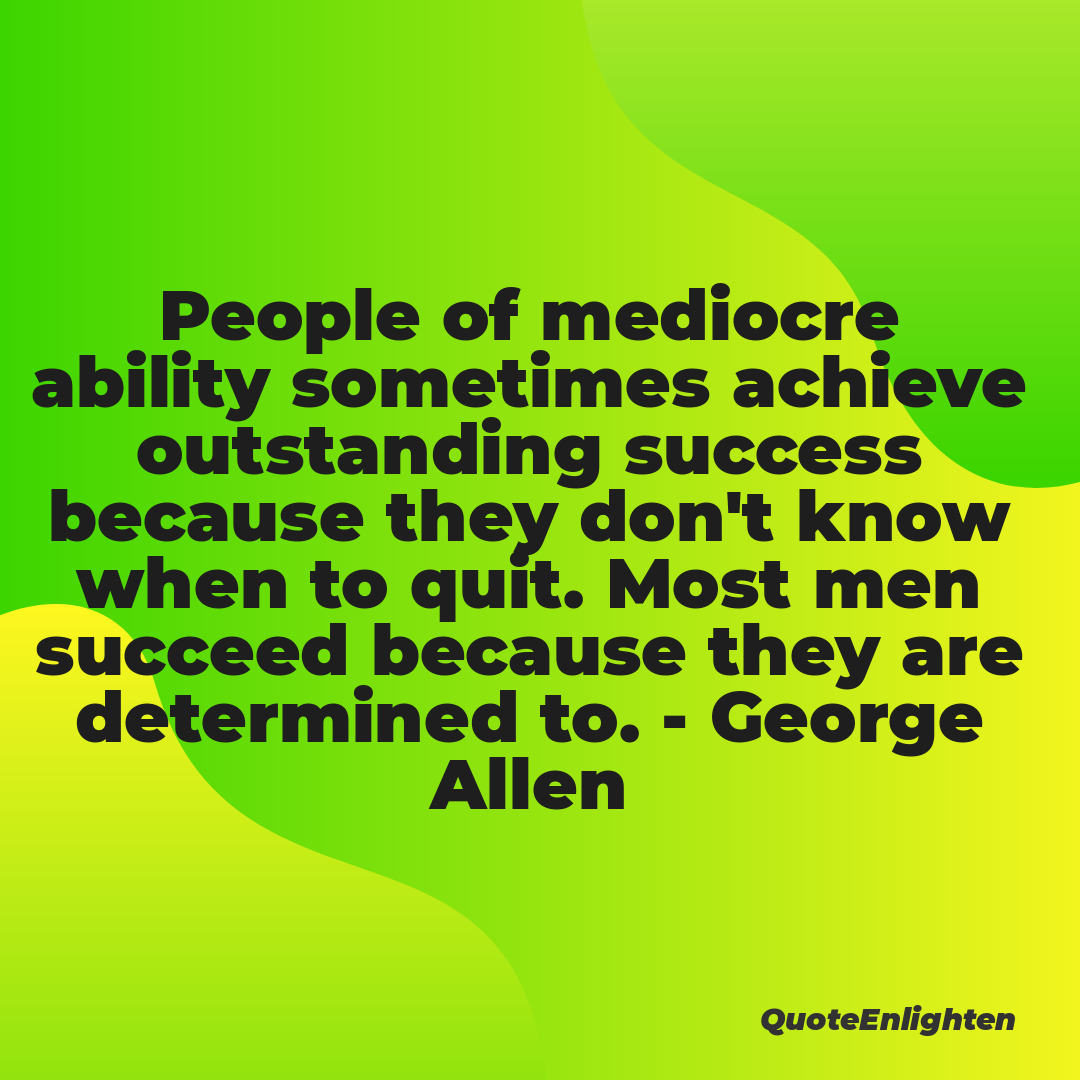 People of mediocre
ability sometimes achieve
outstanding success
because they don't know
when to quit. Most men
succeed because they are
determined to. - George
Allen
QuoteEnlighten